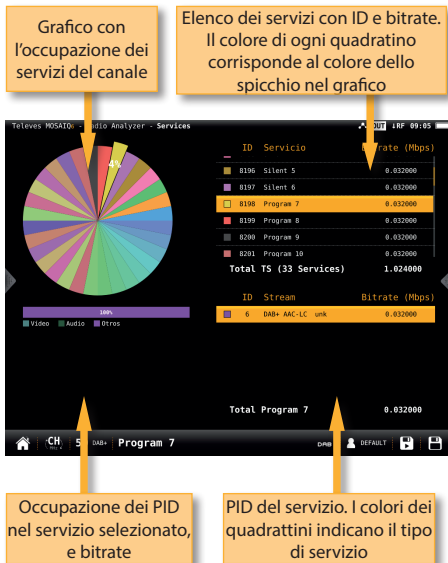 Grafico con
l'occupazione dei
servizi del canale
Elenco dei servizi con ID e bitrate.
Il colore di ogni quadratino
corrisponde al colore dello
spicchio nel grafico
Televes MOSAIQ6 - dio Analyzer - Services
OUT ↓RF 09:05
4%
ID Servicio rate (Mbps)
8196 Silent 5 0.032000
8197 Silent 6 0.032000
8198 Program 7 0.032000
8199 Program 8 0.032000
8200 Program 9 0.032000
8201 Program 10 0.032000
Total TS (33 Services) 1.024000
100%
Video Audio Otros
ID Stream Bitrate (Mbps)
6 DAB+ AAC-LC unk 0.032000
Total Program 7 0.032000
CH 5 DAB+ Program 7
DAB DEFAULT
Occupazione dei PID
nel servizio selezionato,
e bitrate
PID del servizio. I colori dei
quadrattini indicano il tipo
di servizio